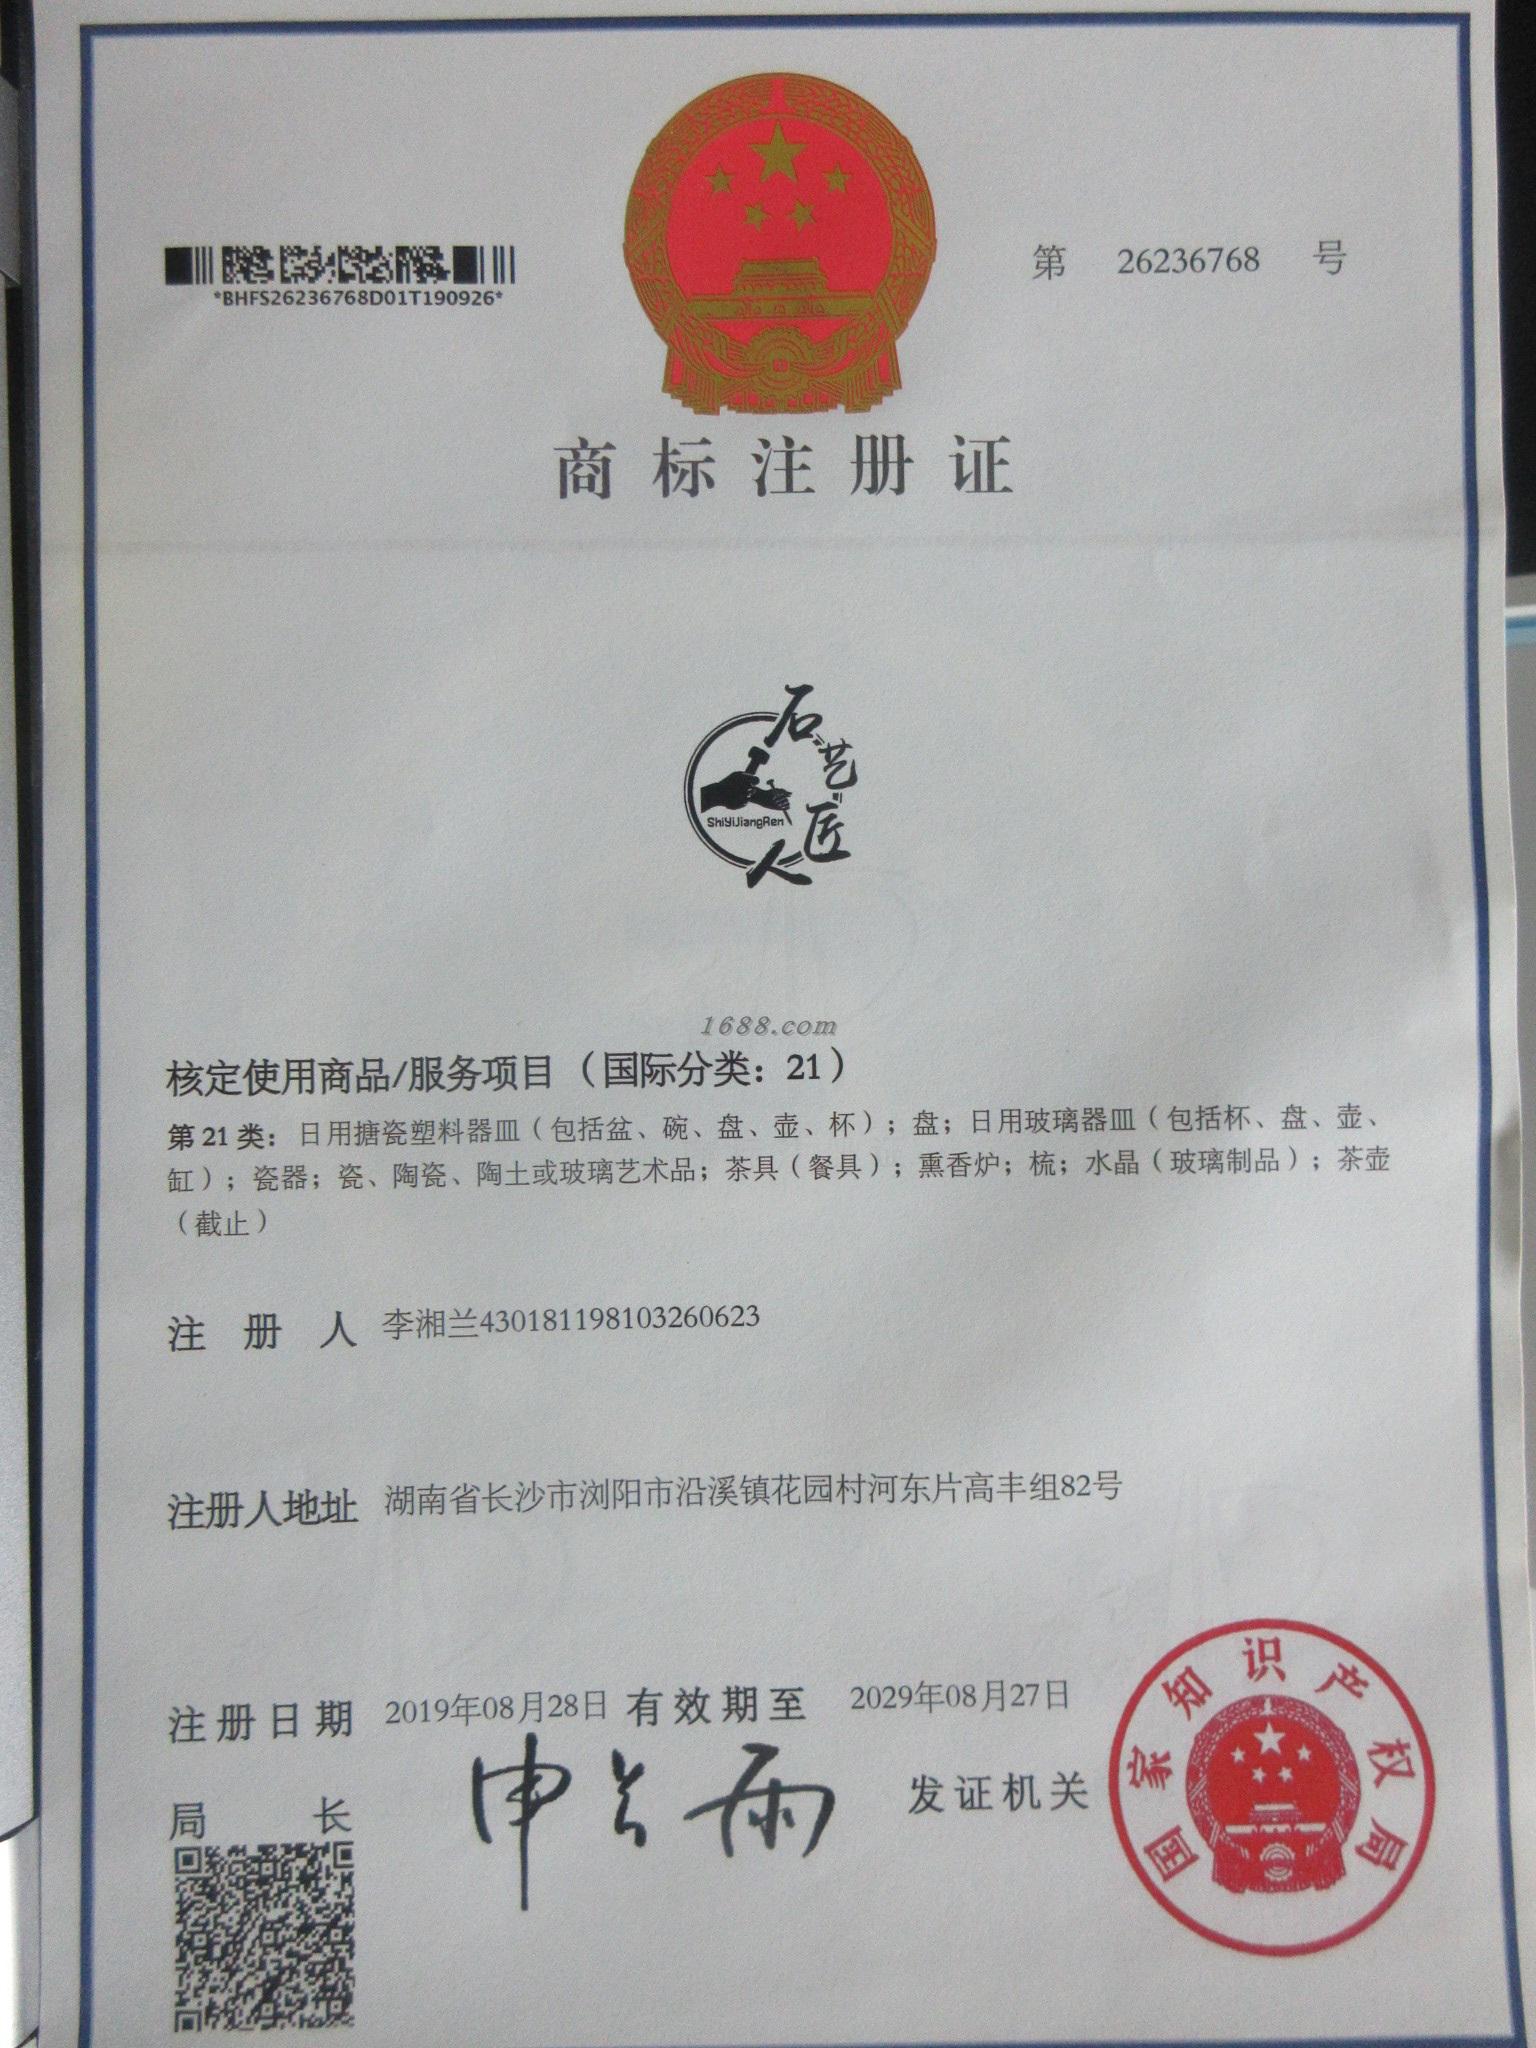 第 26236768 号
*BHFS26236768D01T190926*
商标注册证
石艺匠人
ShiYiJiangRen
1688.com
核定使用商品/服务项目（国际分类：21）
第21类：日用搪瓷塑料器皿（包括盆、碗、盘、壶、杯）；盘；日用玻璃器皿（包括杯、盘、壶、
缸）；瓷器；瓷、陶瓷、陶土或玻璃艺术品；茶具（餐具）；熏香炉；梳；水晶（玻璃制品）；茶壶
（截止）
注册人 李湘兰430181198103260623
注册人地址 湖南省长沙市浏阳市沿溪镇花园村河东片高丰组82号
注册日期 2019年08月28日 有效期至 2029年08月27日
局长 申长雨 发证机关
国家知识产权局